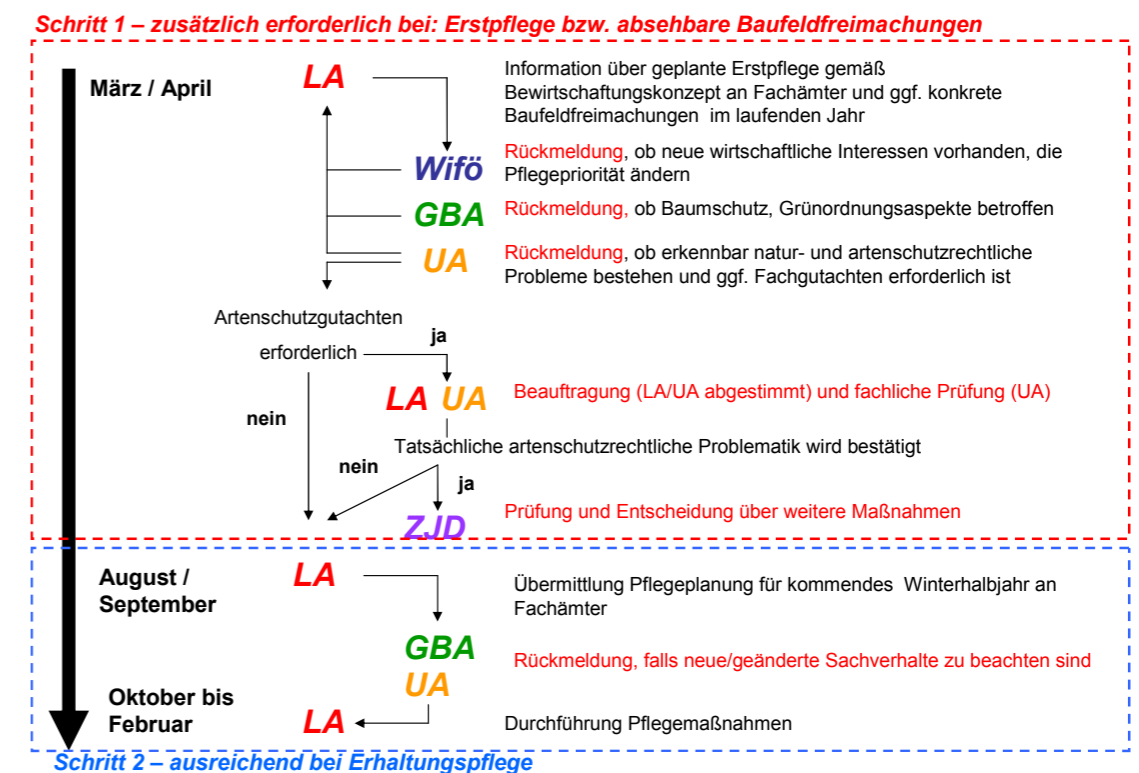 Schritt 1 – zusätzlich erforderlich bei: Erstpflege bzw. absehbare Baufeldfreimachungen
März / April
LA
Information über geplante Erstpflege gemäß
Bewirtschaftungskonzept an Fachämter und ggf. konkrete
Baufeldfreimachungen im laufenden Jahr
Wifö
Rückmeldung, ob neue wirtschaftliche Interessen vorhanden, die
Pflegepriorität ändern
GBA
Rückmeldung, ob Baumschutz, Grünordnungsaspekte betroffen
UA
Rückmeldung, ob erkennbar natur- und artenschutzrechtliche
Probleme bestehen und ggf. Fachgutachten erforderlich ist
Artenschutzgutachten
erforderlich
ja
nein
LA UA
Beauftragung (LA/UA abgestimmt) und fachliche Prüfung (UA)
Tatsächliche artenschutzrechtliche Problematik wird bestätigt
nein
ja
ZJD
Prüfung und Entscheidung über weitere Maßnahmen
August /
September
LA
Übermittlung Pflegeplanung für kommendes Winterhalbjahr an
Fachämter
GBA
UA
Rückmeldung, falls neue/geänderte Sachverhalte zu beachten sind
Oktober bis
Februar
LA
Durchführung Pflegemaßnahmen
Schritt 2 – ausreichend bei Erhaltungspflege